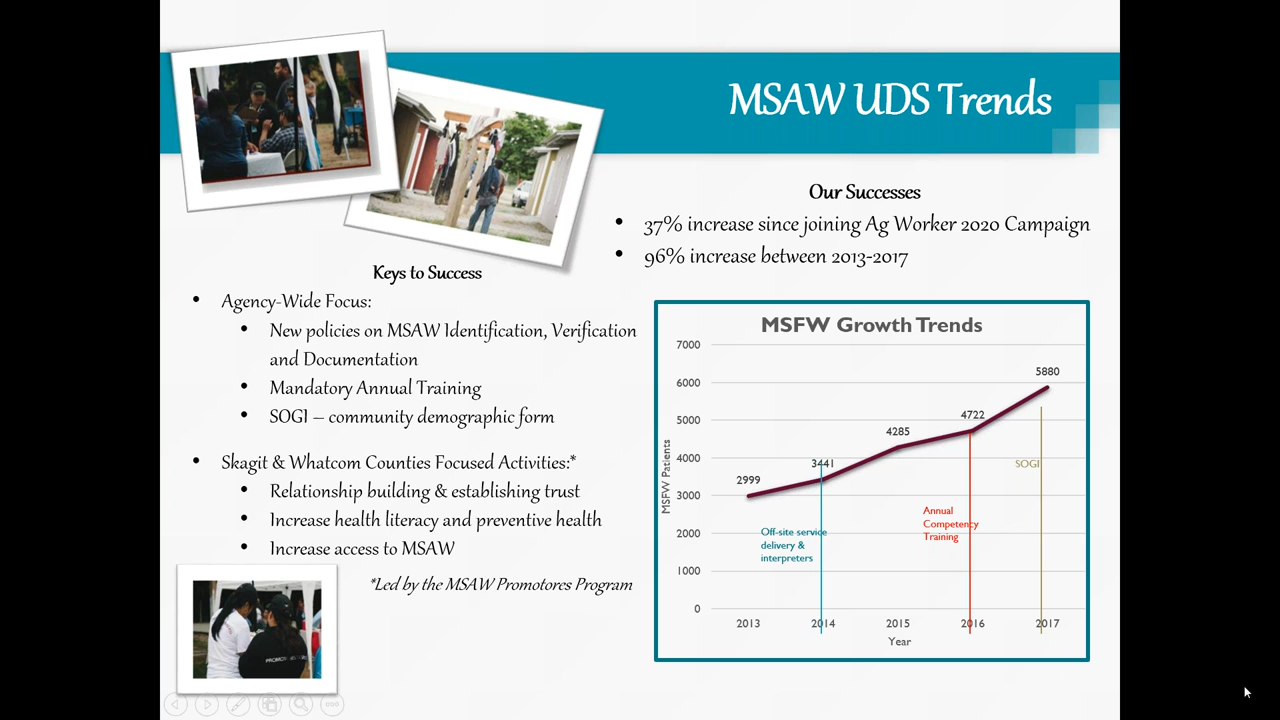 MSAW UDS Trends
Our Successes
• 37% increase since joining Ag Worker 2020 Campaign
• 96% increase between 2013-2017
Keys to Success
• Agency-Wide Focus:
• New policies on MSAW Identification, Verification
and Documentation
• Mandatory Annual Training
• SOGI – community demographic form
• Skagit & Whatcom Counties Focused Activities:*
• Relationship building & establishing trust
• Increase health literacy and preventive health
• Increase access to MSAW
*Led by the MSAW Promotores Program
MSFW Growth Trends
MSFW Patients
7000
6000
5000
4000
3000
2000
1000
0
2999
3441
4285
4722
5880
Off-site service
delivery &
interpreters
Annual
Competency
Training
SOGI
2013 2014 2015 2016 2017
Year